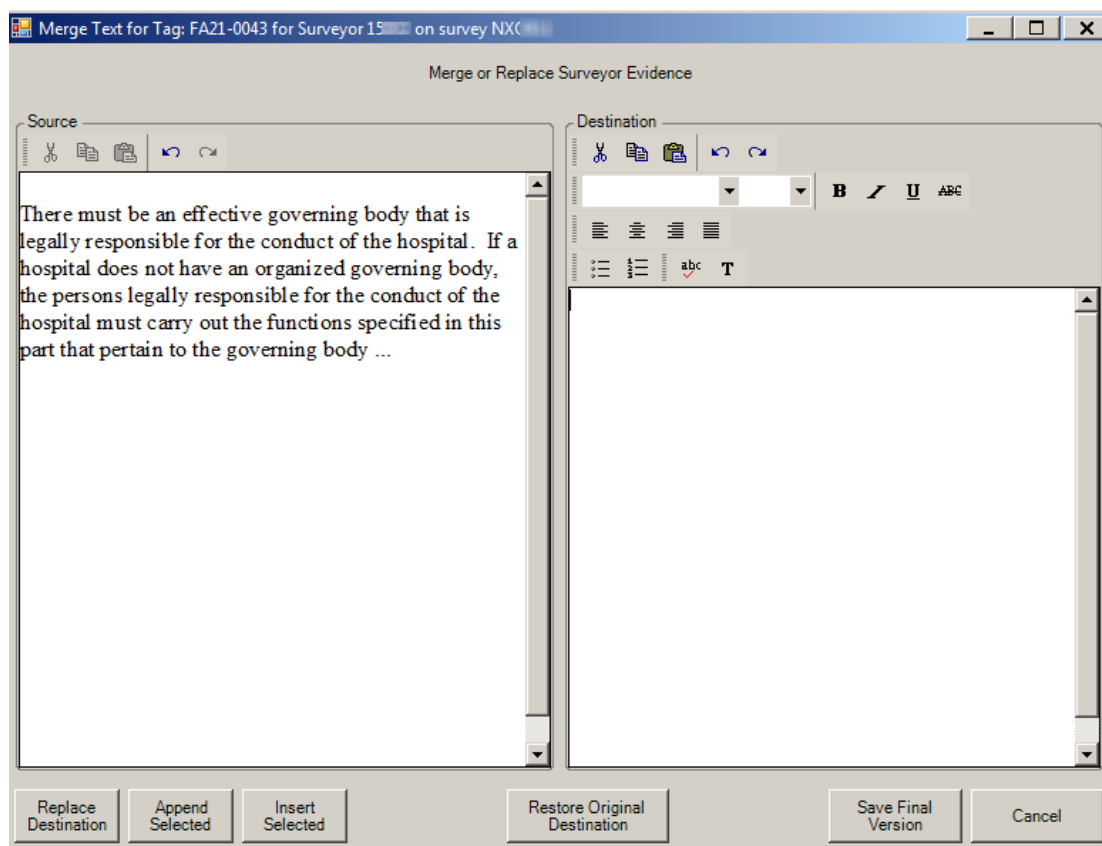 Merge Text for Tag: FA21-0043 for Surveyor 15 on survey NX
Merge or Replace Surveyor Evidence
Source
Destination
B I U ABC
abc T
There must be an effective governing body that is
legally responsible for the conduct of the hospital.  If a
hospital does not have an organized governing body,
the persons legally responsible for the conduct of the
hospital must carry out the functions specified in this
part that pertain to the governing body ...
Replace
Destination
Append
Selected
Insert
Selected
Restore Original
Destination
Save Final
Version
Cancel